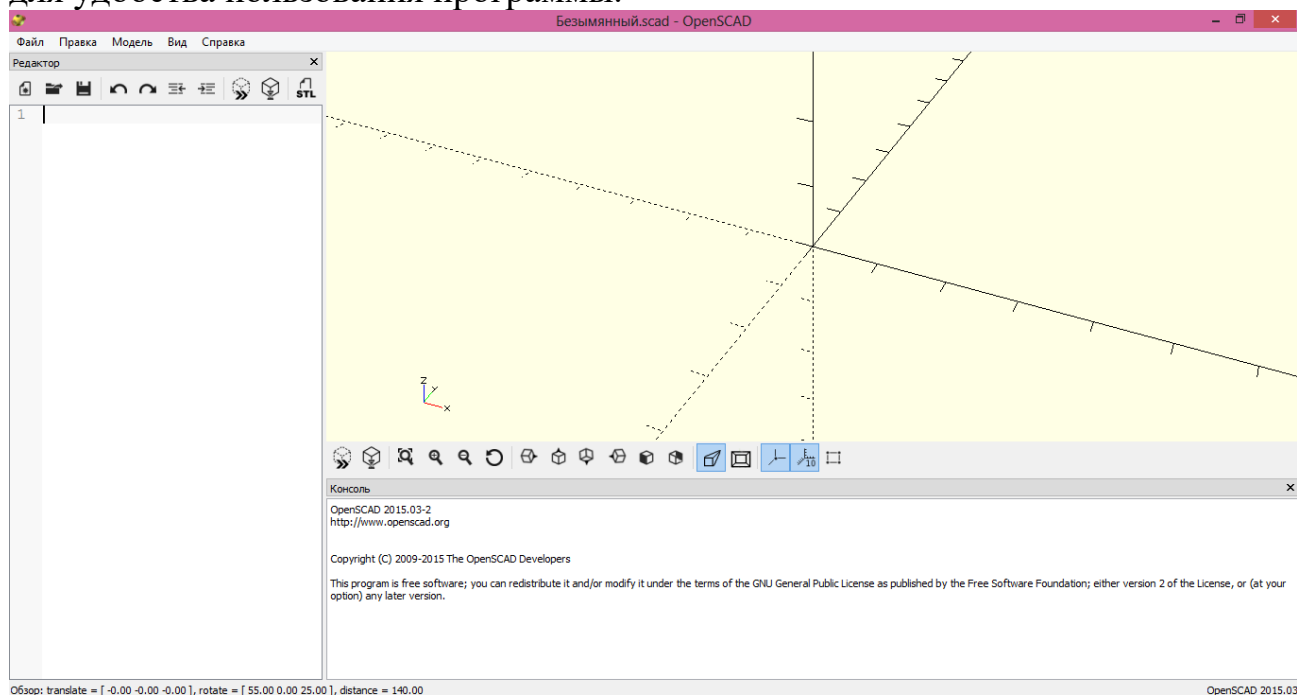 для удобства пользования программы.
Безымянный.scad - OpenSCAD
Файл Правка Модель Вид Справка
Редактор
STL
1
Z
Y
X
10
Консоль
OpenSCAD 2015.03-2
http://www.openscad.org
Copyright (C) 2009-2015 The OpenSCAD Developers
This program is free software; you can redistribute it and/or modify it under the terms of the GNU General Public License as published by the Free Software Foundation; either version 2 of the License, or (at your
option) any later version.
Обзор: translate = [ -0.00 -0.00 -0.00 ], rotate = [ 55.00 0.00 25.00 ], distance = 140.00
OpenSCAD 2015.03